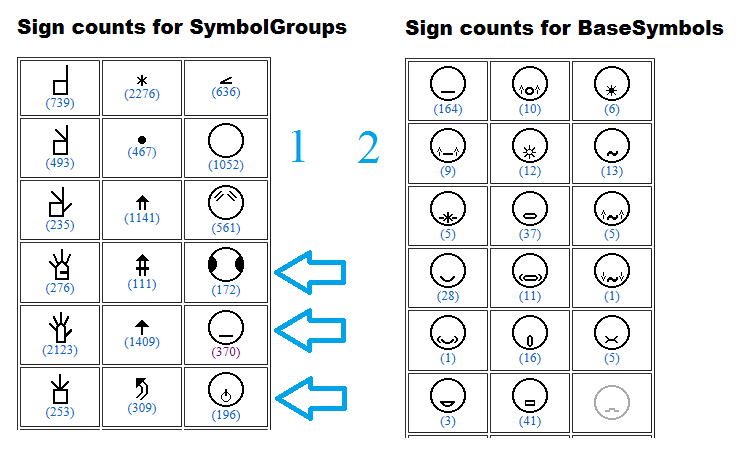 Sign counts for SymbolGroups
Sign counts for BaseSymbols
(739) (2276) (636)
(493) (467) (1052)
(235) (1141) (561)
(276) (111) (172)
(2123) (1409) (370)
(253) (309) (196)
1 2
(164) (10) (6)
(9) (12) (13)
(5) (37) (5)
(28) (11) (1)
(1) (16) (5)
(3) (41)